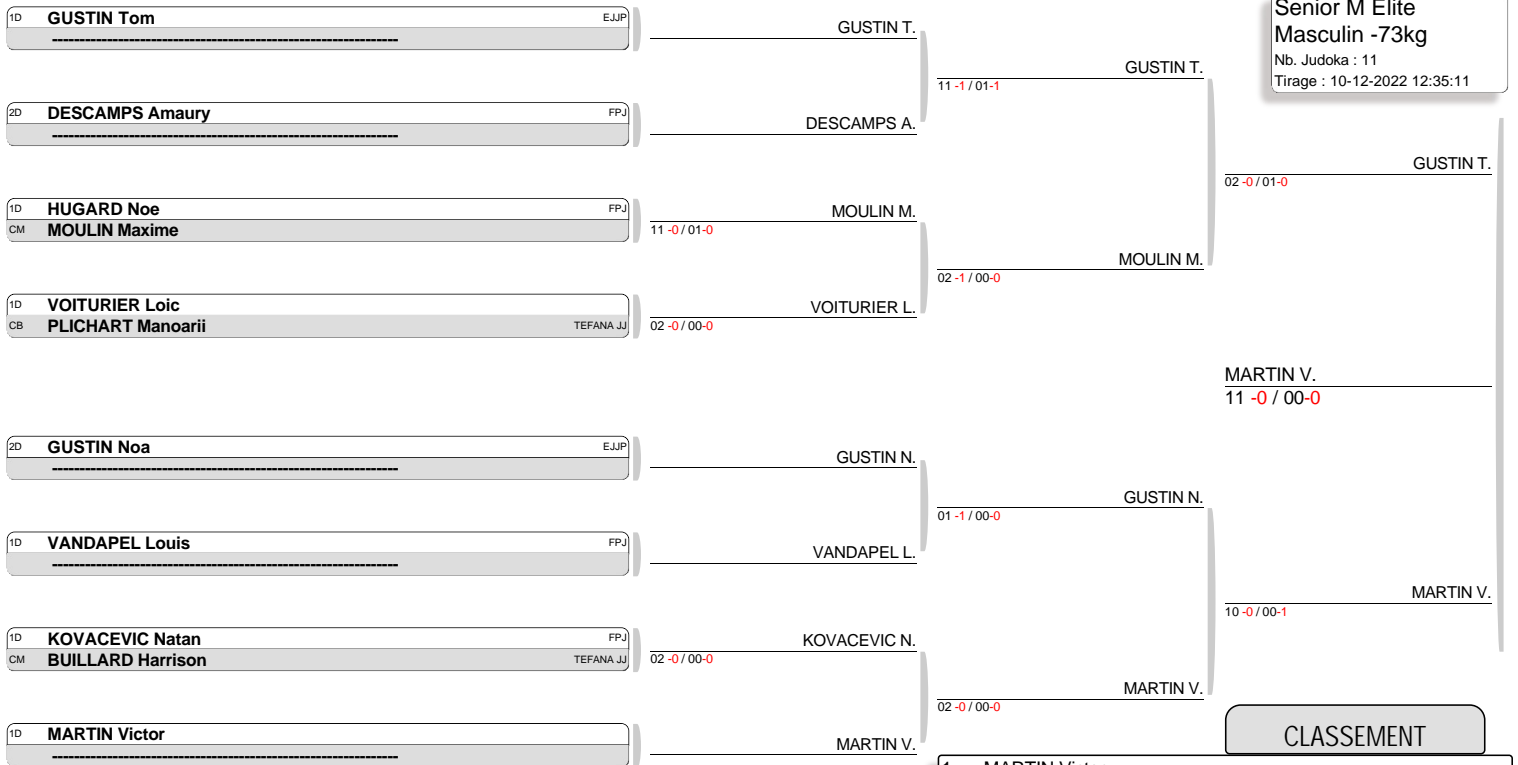 Senior M Elite
Masculin -73kg
Nb. Judoka : 11
Tirage : 10-12-2022 12:35:11
1D GUSTIN Tom EJJP
------------------------------------------------------------------
2D DESCAMPS Amaury FPJ
------------------------------------------------------------------
1D HUGARD Noe FPJ
CM MOULIN Maxime
1D VOITURIER Loic
CB PLICHART Manoarii TEFANA JJ
2D GUSTIN Noa EJJP
------------------------------------------------------------------
1D VANDAPEL Louis FPJ
------------------------------------------------------------------
1D KOVACEVIC Natan FPJ
CM BUILLARD Harrison TEFANA JJ
1D MARTIN Victor
------------------------------------------------------------------
GUSTIN T.
DESCAMPS A.
MOULIN M.
11 -0 / 01-0
VOITURIER L.
02 -0 / 00-0
GUSTIN N.
VANDAPEL L.
KOVACEVIC N.
02 -0 / 00-0
MARTIN V.
GUSTIN T.
11 -1 / 01-1
MOULIN M.
02 -1 / 00-0
GUSTIN N.
01 -1 / 00-0
MARTIN V.
02 -0 / 00-0
GUSTIN T.
02 -0 / 01-0
MARTIN V.
11 -0 / 00-0
MARTIN V.
10 -0 / 00-1
CLASSEMENT
1 MARTIN Victor